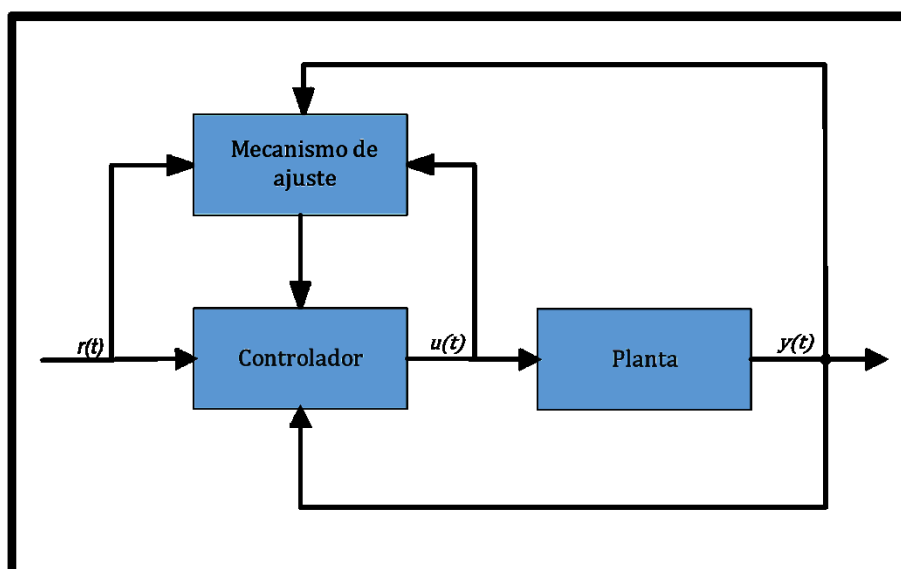 Mecanismo de
ajuste
r(t)
Controlador
u(t)
Planta
y(t)